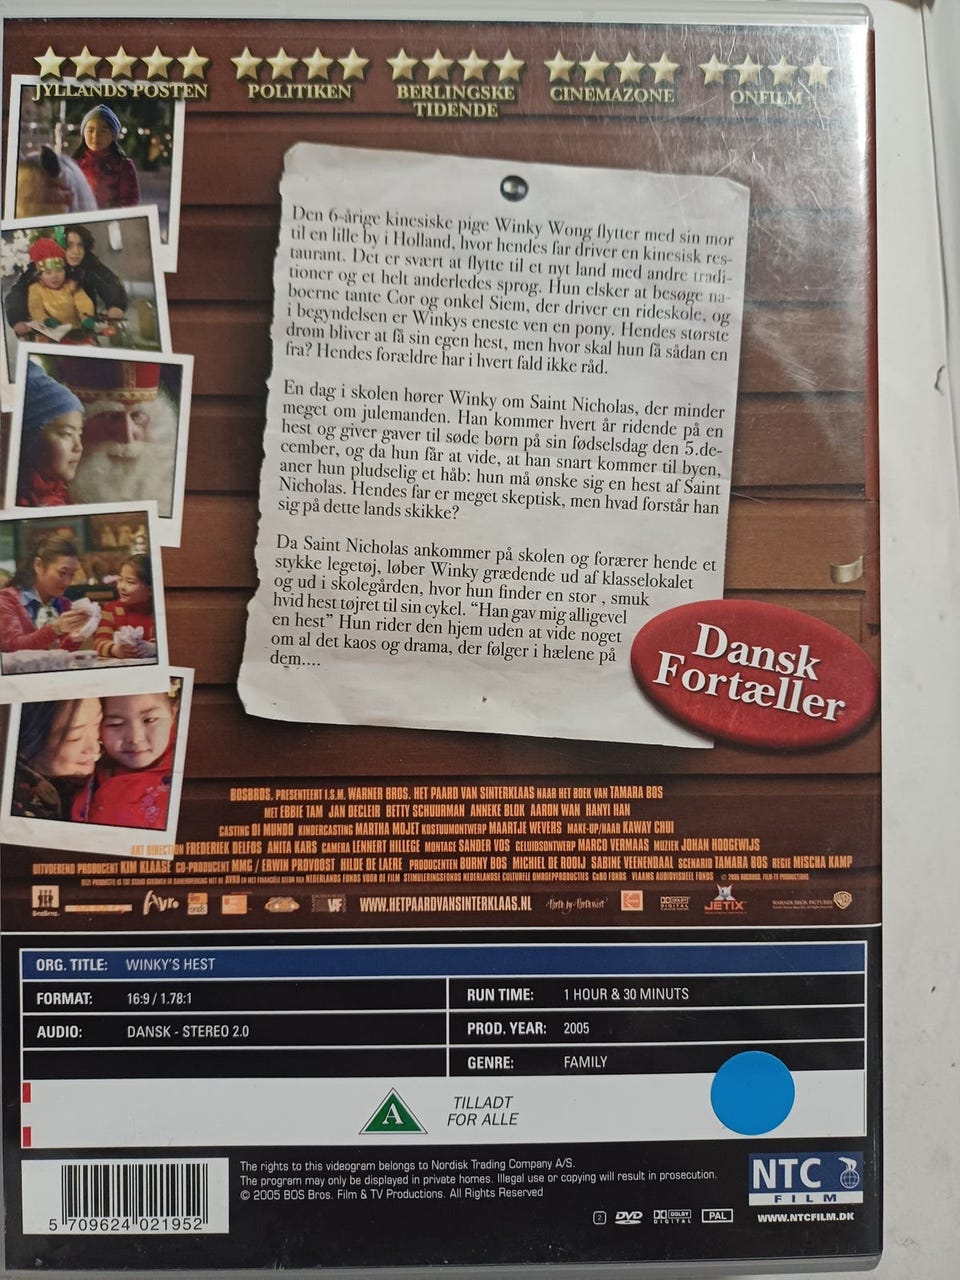 JYLLANDS POSTEN
POLITIKEN
BERLINGSKE
TIDENDE
CINEMAZONE
ONFILM
Den 6-årige kinesiske pige Winky Wong flytter med sin mor
til en lille by i Holland, hvor hendes far driver en kinesisk res-
taurant. Det er svært at flytte til et nyt land med andre tradi-
tioner og et helt anderledes sprog. Hun elsker at besøge na-
boerne tante Cor og onkel Siem, der driver en rideskole, og
i begyndelsen er Winkys eneste ven en pony. Hendes største
drøm bliver at få sin egen hest, men hvor skal hun få sådan en
fra? Hendes forældre har i hvert fald ikke råd.
En dag i skolen hører Winky om Saint Nicholas, der minder
meget om julemanden. Han kommer hvert år ridende på en
hest og giver gaver til søde børn på sin fødselsdag den 5.de-
cember, og da hun får at vide, at han snart kommer til byen,
aner hun pludselig et håb: hun må ønske sig en hest af Saint
Nicholas. Hendes far er meget skeptisk, men hvad forstår han
sig på dette lands skikke?
Da Saint Nicholas ankommer på skolen og forærer hende et
stykke legetøj, løber Winky grædende ud af klasselokalet
og ud i skolegården, hvor hun finder en stor , smuk
hvid hest tøjret til sin cykel. “Han gav mig alligevel
en hest” Hun rider den hjem uden at vide noget
om al det kaos og drama, der følger i hælene på
dem....
Dansk
Fortæller
BOSBROS. PRESENTEERT I.S.M. WARNER BROS. HET PAARD VAN SINTERKLAAS NAAR HET BOEK VAN TAMARA BOS
MET EBBIE TAM JAN DECLEIR BETTY SCHUURMAN ANNEKE BLOK AARON WAN HANYI HAN
CASTING DI MUNDO KINDERCASTING MARTHA MOJET KOSTUUMONTWERP MAARTJE WEVERS MAKE-UP/HAAR KAWAY CHUI
ART DIRECTION FREDERIEK DELFOS ANITA KARS CAMERA LENNERT HILLEGE MONTAGE SANDER VOS GELUIDSONTWERP MARCO VERMAAS MUZIEK JOHAN HOOGEWIJS
UITVOEREND PRODUCENT KIM KLAASE CO-PRODUCENT MMG / ERWIN PROVOOST HILDE DE LAERE PRODUCENTEN BURNY BOS MICHIEL DE ROOIJ SABINE VEENENDAAL SCENARIO TAMARA BOS REGIE MISCHA KAMP
AVRO
VF
WWW.HETPAARDVANSINTERKLAAS.NL
DOLBY
DIGITAL
JETIX
WARNER BROS. PICTURES
ORG. TITLE: WINKY'S HEST
FORMAT: 16:9 / 1.78:1
RUN TIME: 1 HOUR & 30 MINUTS
AUDIO: DANSK - STEREO 2.0
PROD. YEAR: 2005
GENRE: FAMILY
A
TILLADT
FOR ALLE
The rights to this videogram belongs to Nordisk Trading Company A/S.
The program may only be displayed in private homes. Illegal use or copying will result in prosecution.
© 2005 BOS Bros. Film & TV Productions. All Rights Reserved
5 709624 021952
NTC
FILM
2 DVD DOLBY DIGITAL PAL
WWW.NTCFILM.DK